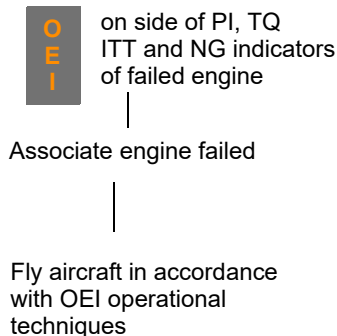 O
E
I
on side of PI, TQ
ITT and NG indicators
of failed engine
Associate engine failed
Fly aircraft in accordance
with OEI operational
techniques